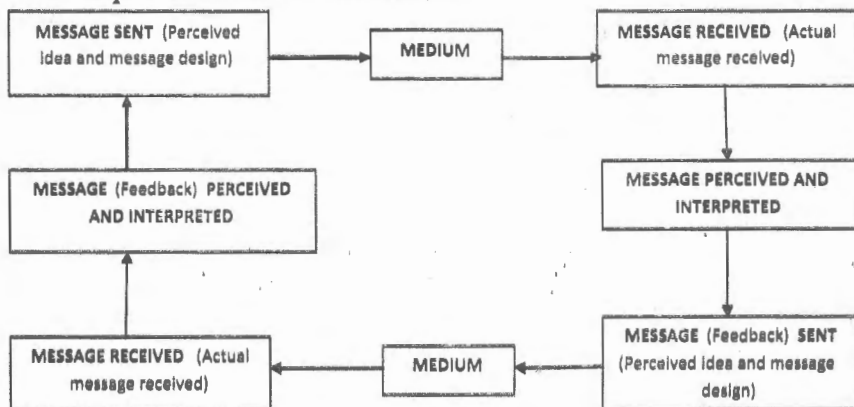 MESSAGE SENT (Perceived
idea and message design)
MEDIUM
MESSAGE RECEIVED (Actual
message received)
MESSAGE (Feedback) PERCEIVED
AND INTERPRETED
MESSAGE PERCEIVED AND
INTERPRETED
MESSAGE RECEIVED (Actual
message received)
MEDIUM
MESSAGE (Feedback) SENT
(Perceived idea and message
design)